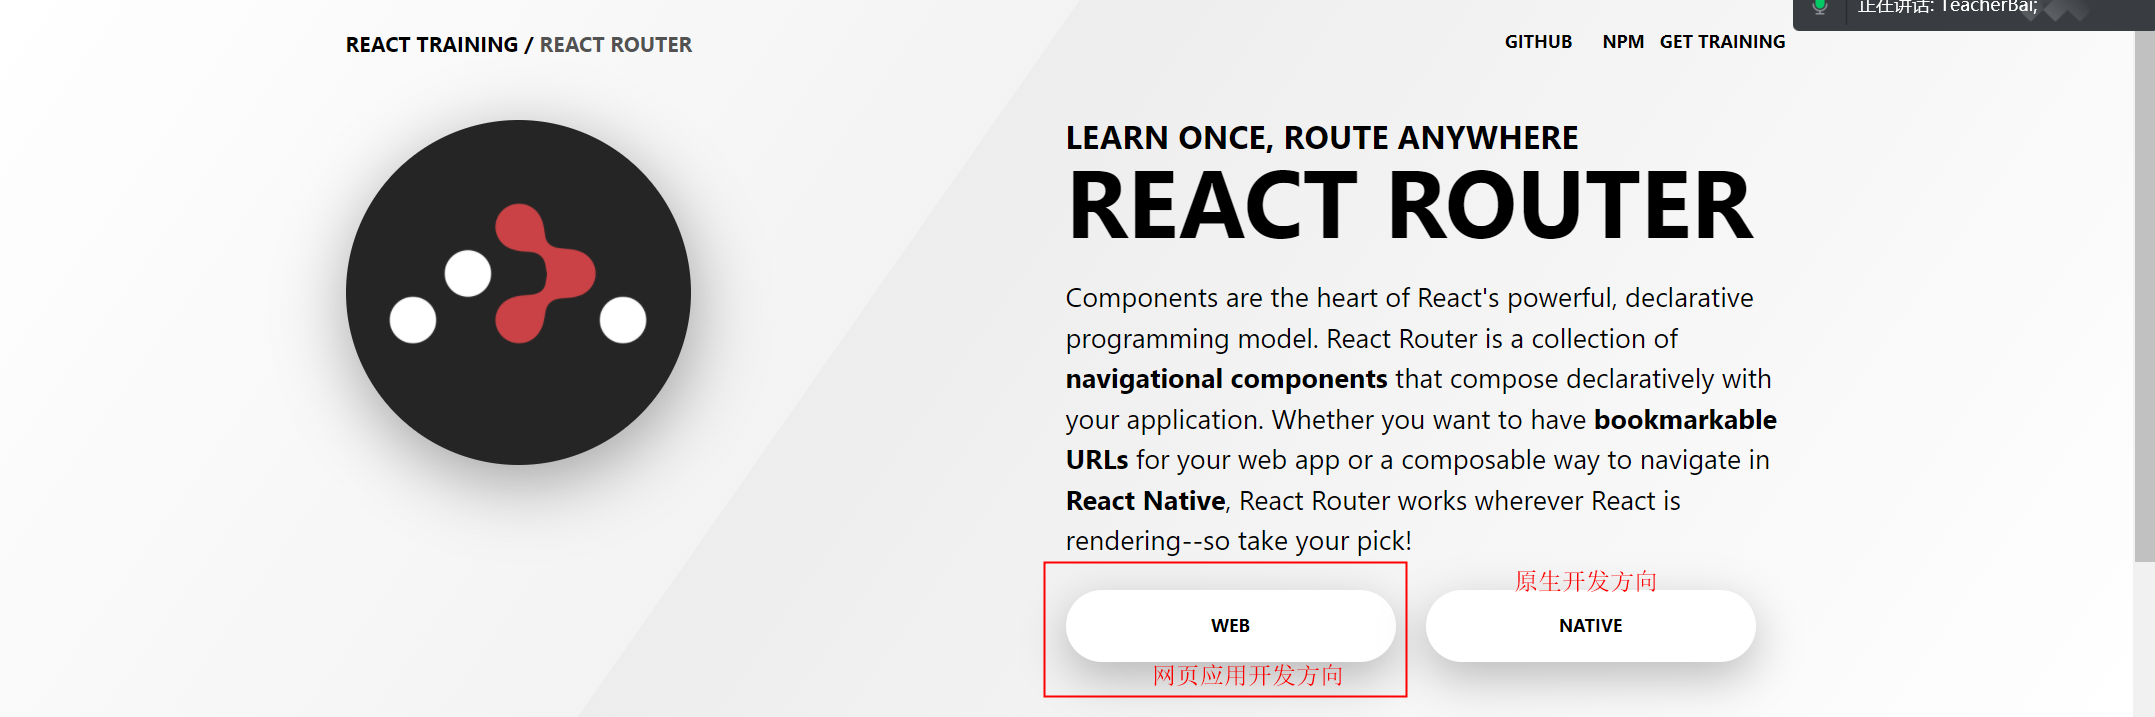 正在讲话: TeacherBai;
REACT TRAINING / REACT ROUTER
GITHUB NPM GET TRAINING
LEARN ONCE, ROUTE ANYWHERE
REACT ROUTER
Components are the heart of React's powerful, declarative
programming model. React Router is a collection of
navigational components that compose declaratively with
your application. Whether you want to have bookmarkable
URLs for your web app or a composable way to navigate in
React Native, React Router works wherever React is
rendering--so take your pick!
原生开发方向
WEB
NATIVE
网页应用开发方向